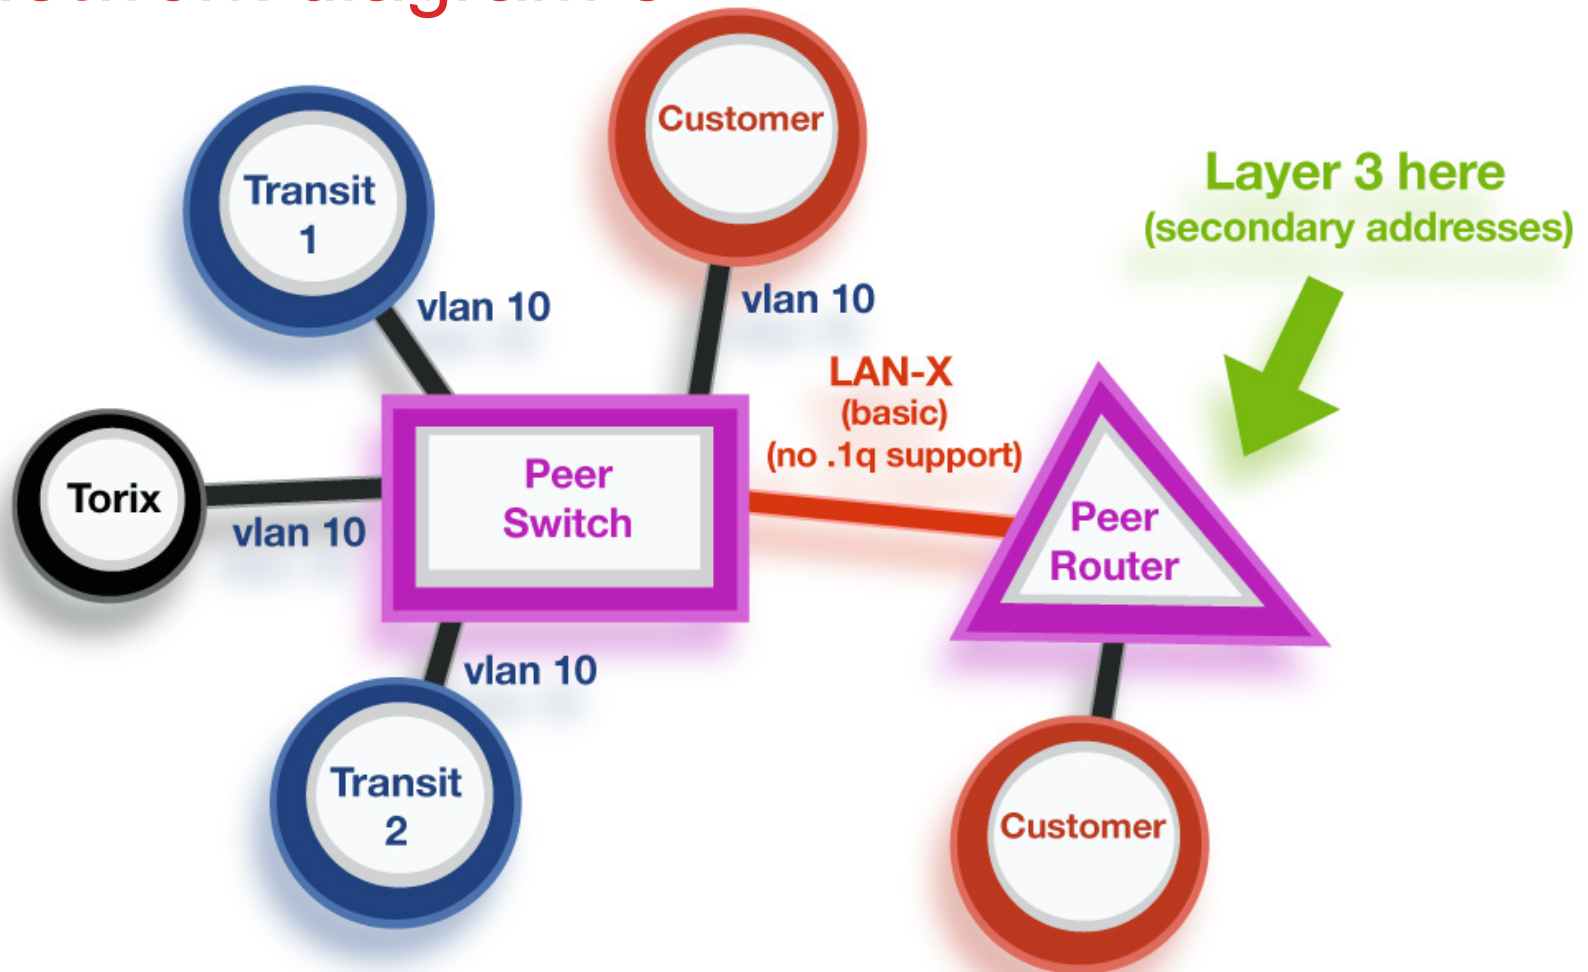 Customer
Transit
1
Layer 3 here
(secondary addresses)
vlan 10
vlan 10
LAN-X
(basic)
(no .1q support)
Peer
Switch
Torix
vlan 10
Peer
Router
vlan 10
Transit
2
Customer